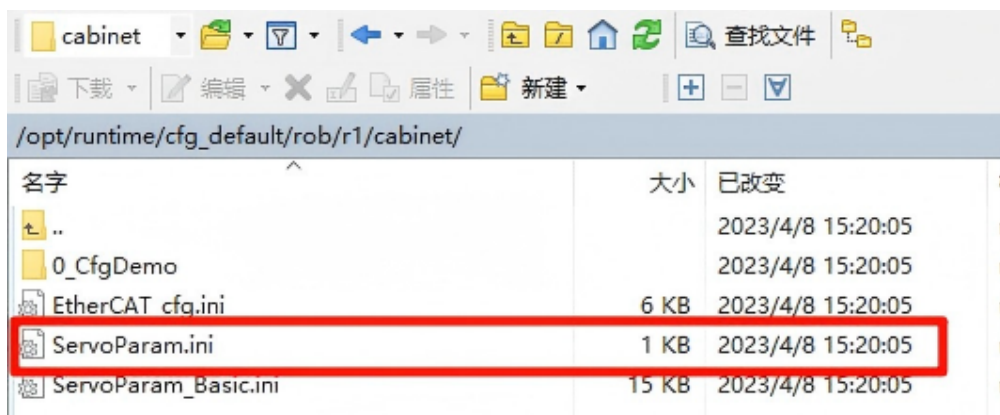 cabinet 查找文件
下载 编辑 属性 新建
/opt/runtime/cfg_default/rob/r1/cabinet/
名字 大小 已改变
.. 2023/4/8 15:20:05
0_CfgDemo 2023/4/8 15:20:05
EtherCAT_cfg.ini 6 KB 2023/4/8 15:20:05
ServoParam.ini 1 KB 2023/4/8 15:20:05
ServoParam_Basic.ini 15 KB 2023/4/8 15:20:05